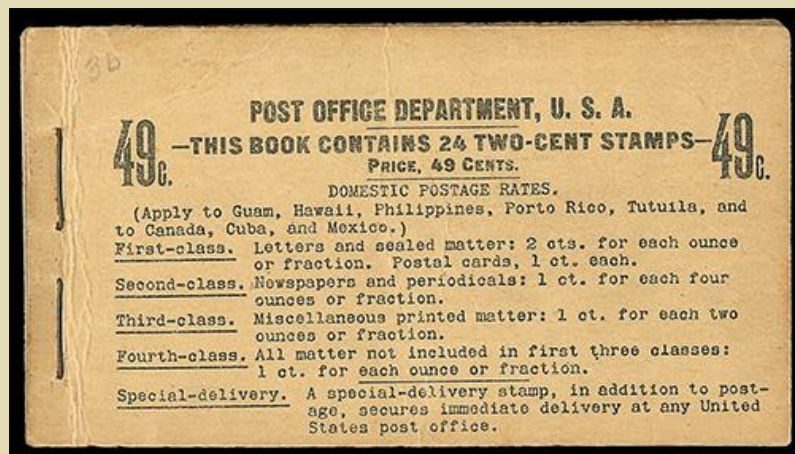 3b
POST OFFICE DEPARTMENT, U. S. A.
49c. —THIS BOOK CONTAINS 24 TWO-CENT STAMPS— 49c.
PRICE, 49 CENTS.
DOMESTIC POSTAGE RATES.
(Apply to Guam, Hawaii, Philippines, Porto Rico, Tutuila, and
to Canada, Cuba, and Mexico.)
First-class. Letters and sealed matter: 2 cts. for each ounce
or fraction. Postal cards, 1 ct. each.
Second-class. Newspapers and periodicals: 1 ct. for each four
ounces or fraction.
Third-class. Miscellaneous printed matter: 1 ct. for each two
ounces or fraction.
Fourth-class. All matter not included in first three classes:
1 ct. for each ounce or fraction.
Special-delivery. A special-delivery stamp, in addition to post-
age, secures immediate delivery at any United
States post office.